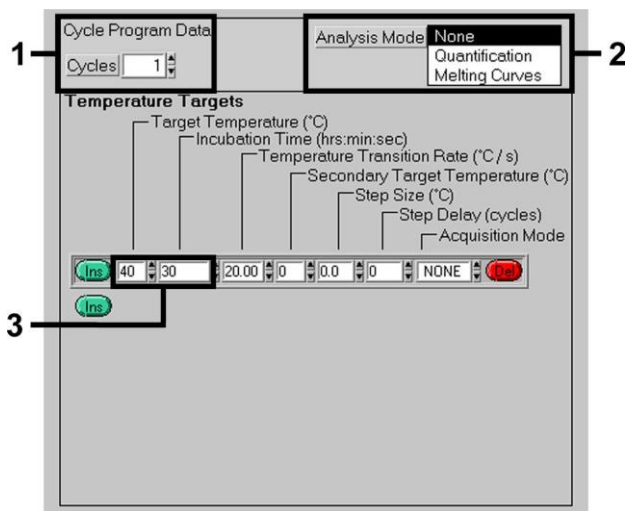 1
Cycle Program Data
Cycles 1
Analysis Mode None
Quantification
Melting Curves
2
Temperature Targets
Target Temperature (°C)
Incubation Time (hrs:min:sec)
Temperature Transition Rate (°C / s)
Secondary Target Temperature (°C)
Step Size (°C)
Step Delay (cycles)
Acquisition Mode
Ins 40 30 20.00 0 0.0 0 NONE Del
Ins
3